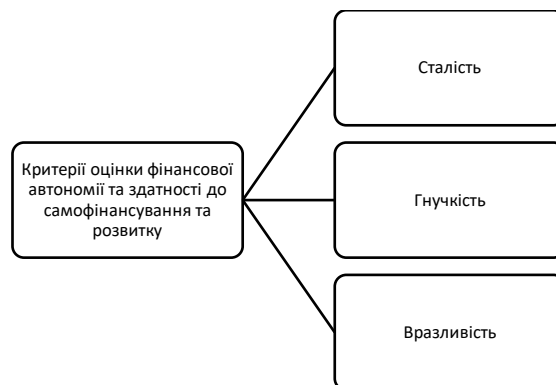 Сталість
Критерії оцінки фінансової
автономії та здатності до
самофінансування та
розвитку
Гнучкість
Вразливість